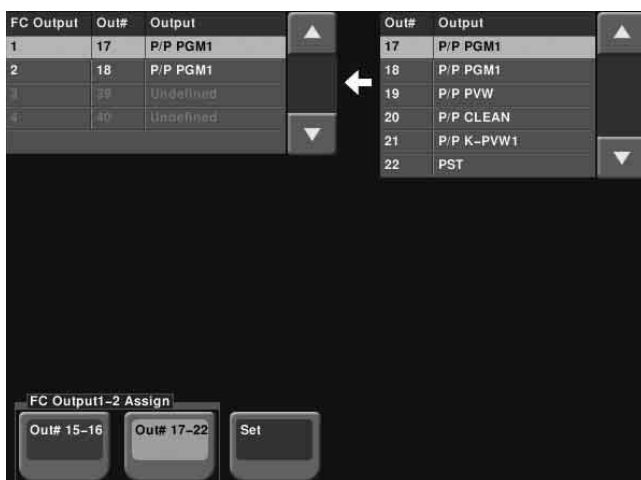 FC Output Out# Output
1 17 P/P PGM1
2 18 P/P PGM1
3 39 Undefined
4 40 Undefined
Out# Output
17 P/P PGM1
18 P/P PGM1
19 P/P PVW
20 P/P CLEAN
21 P/P K-PVW1
22 PST
FC Output1-2 Assign
Out# 15-16
Out# 17-22
Set